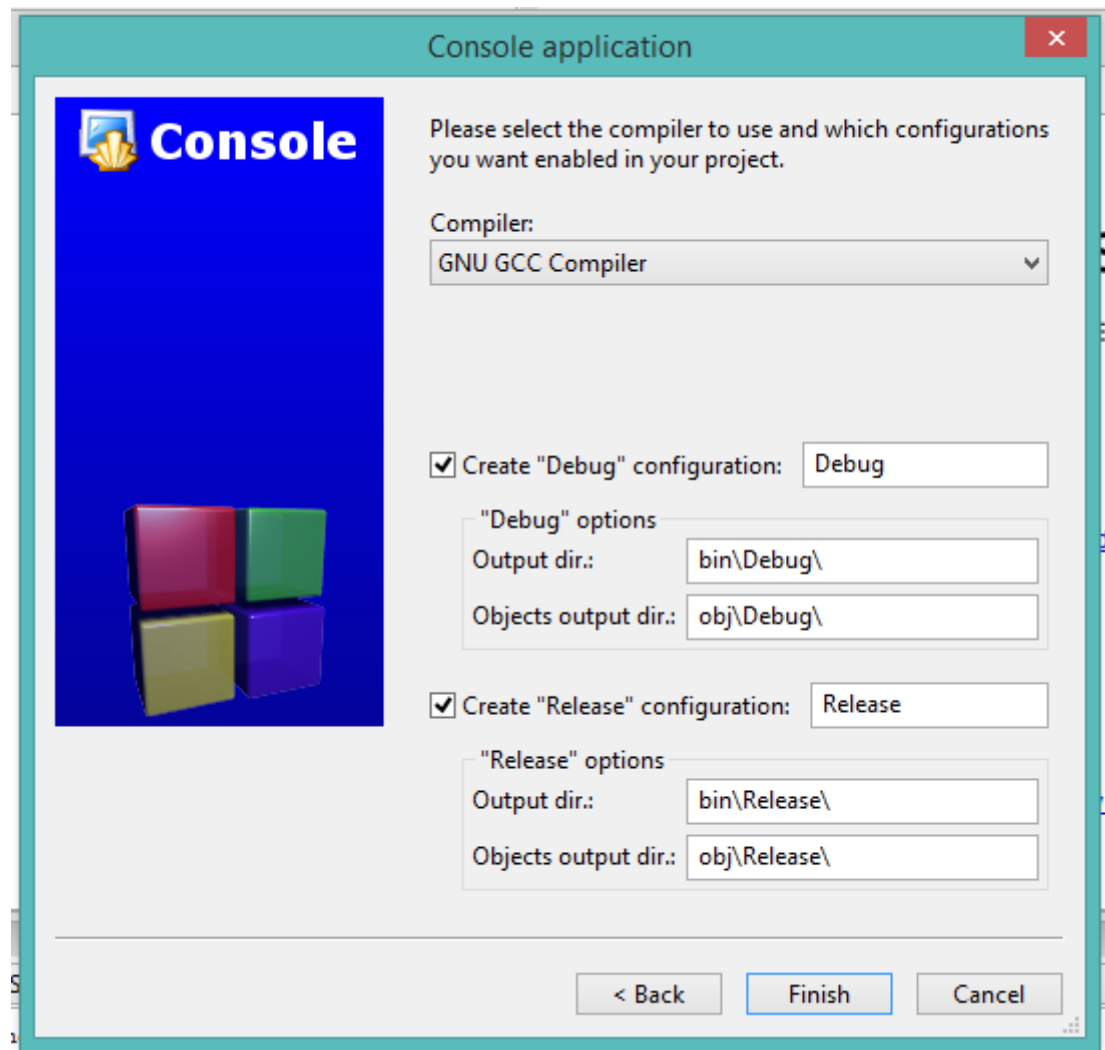 Console application
Console
Please select the compiler to use and which configurations
you want enabled in your project.
Compiler:
GNU GCC Compiler
Create "Debug" configuration: Debug
"Debug" options
Output dir.: bin\Debug\
Objects output dir.: obj\Debug\
Create "Release" configuration: Release
"Release" options
Output dir.: bin\Release\
Objects output dir.: obj\Release\
< Back Finish Cancel